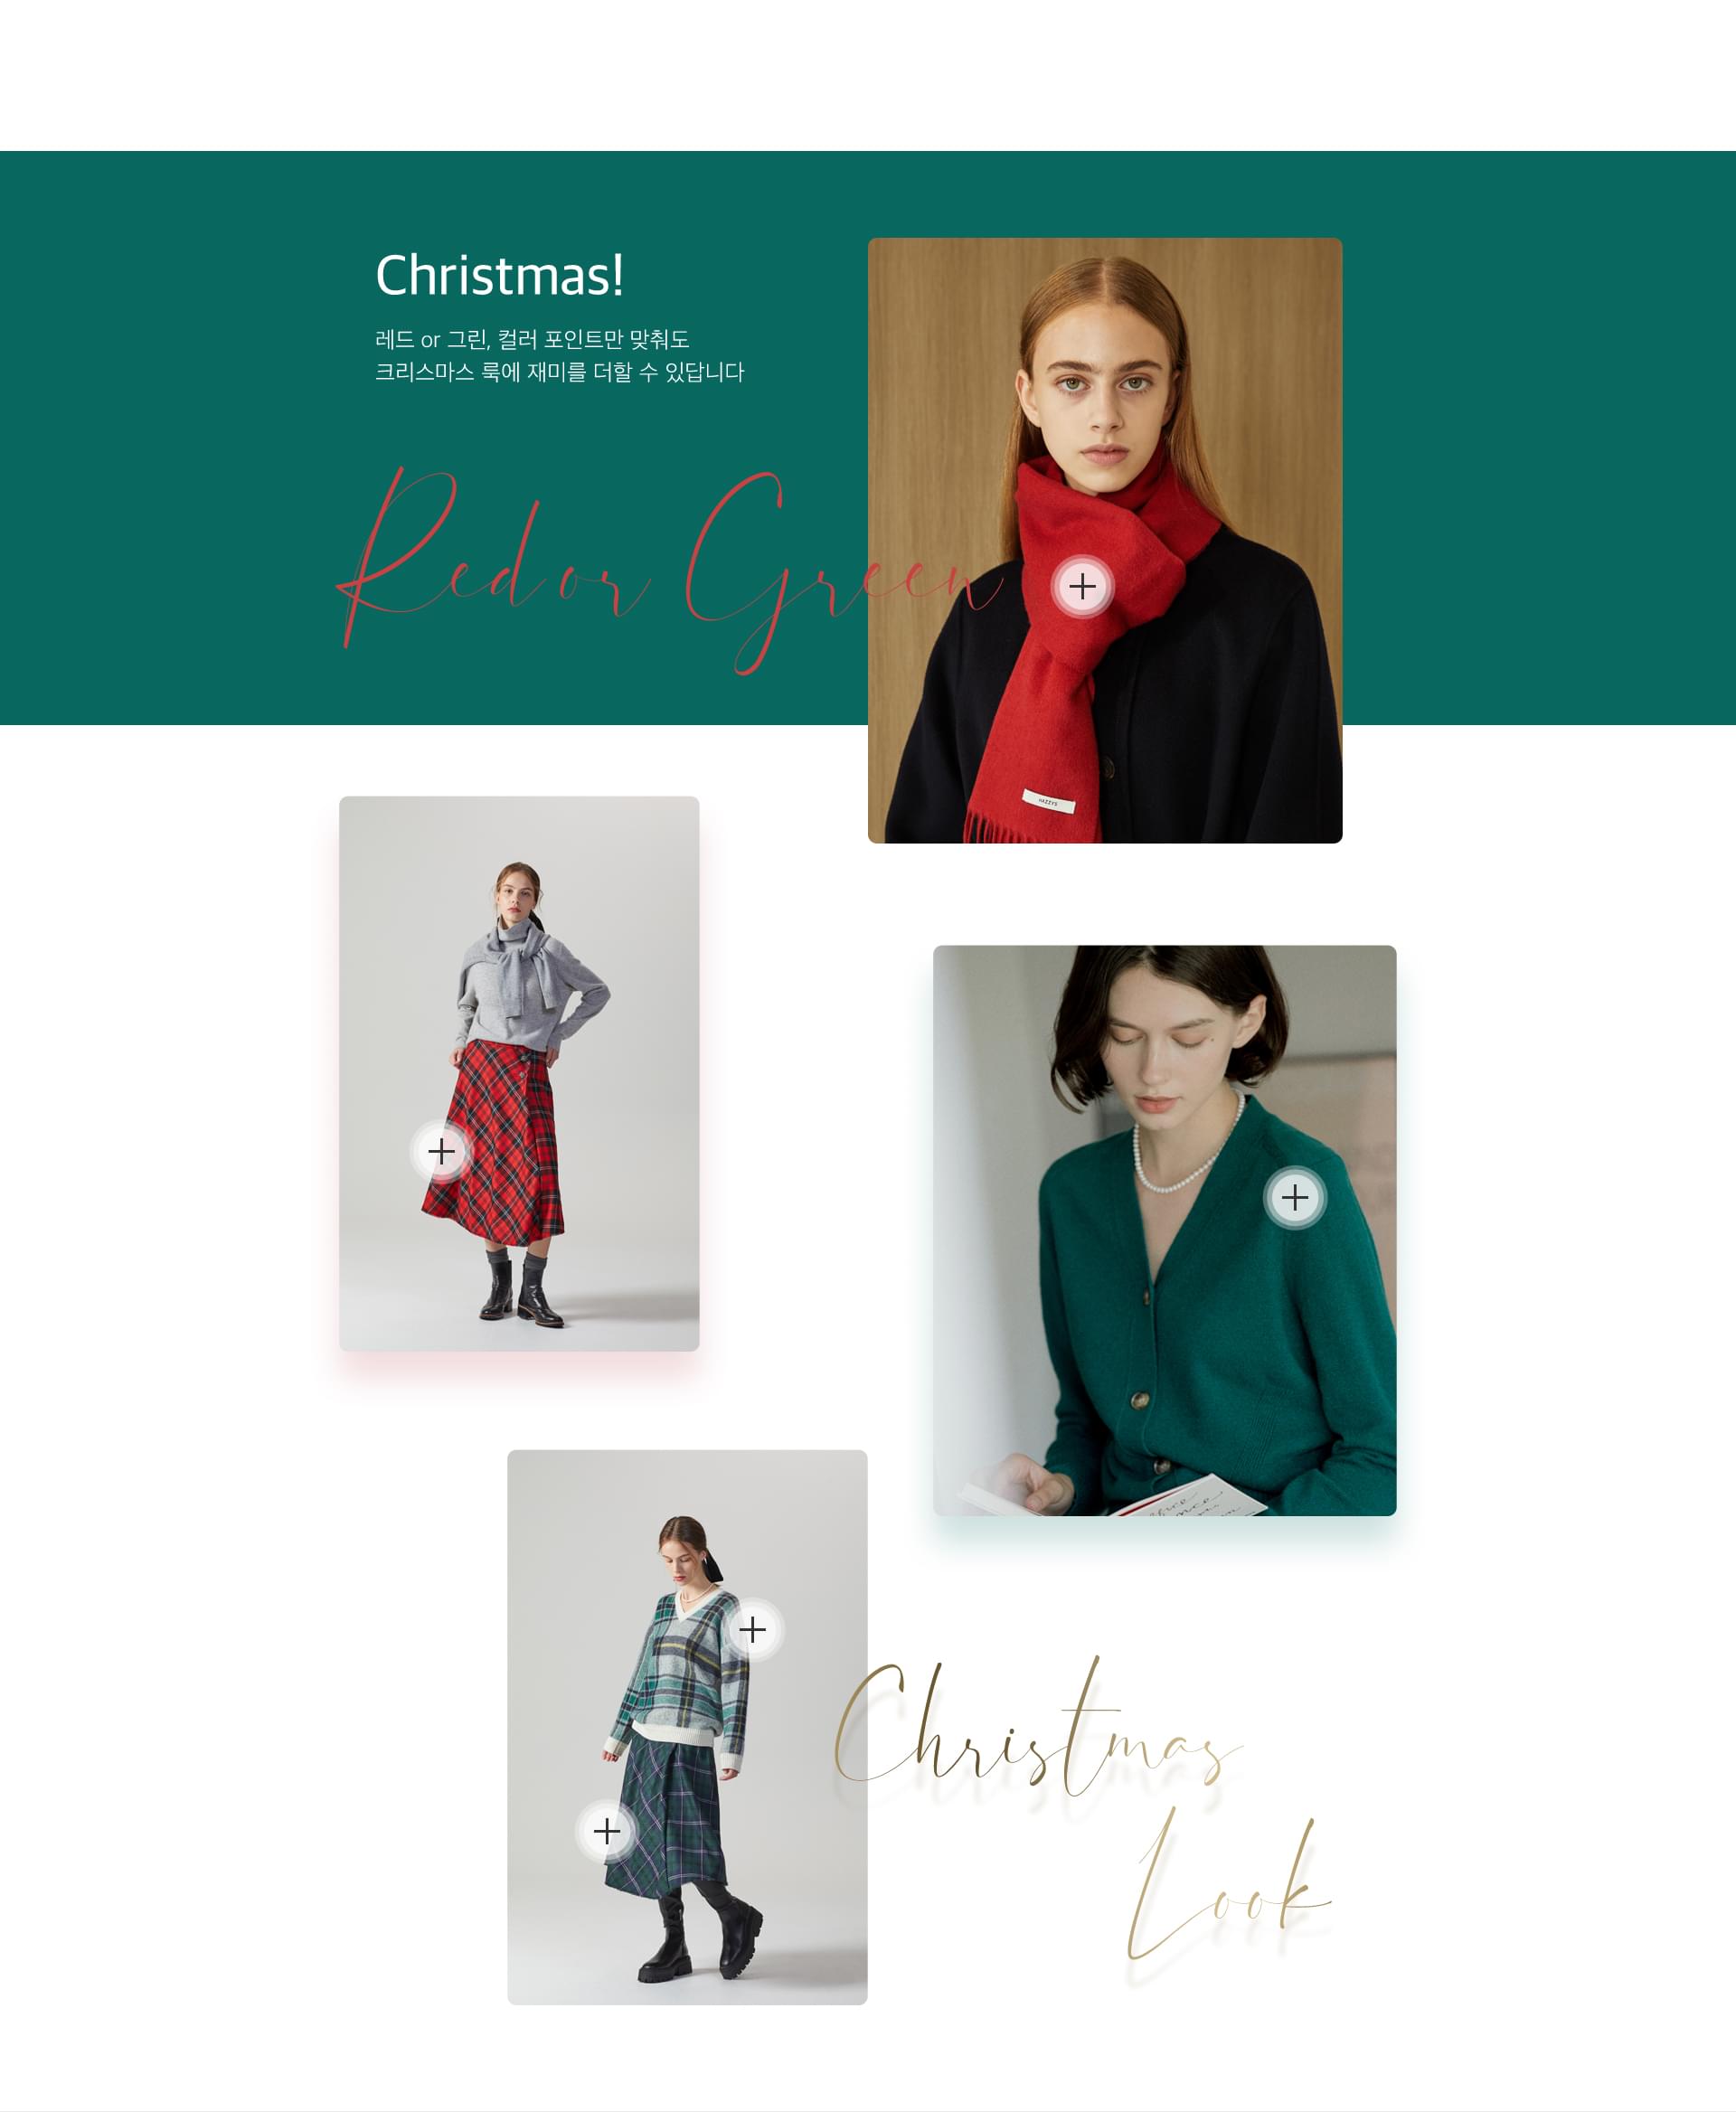 Christmas!
레드 or 그린, 컬러 포인트만 맞춰도
크리스마스 룩에 재미를 더할 수 있답니다
Red or Green
HAZZYS
Christmas
Look